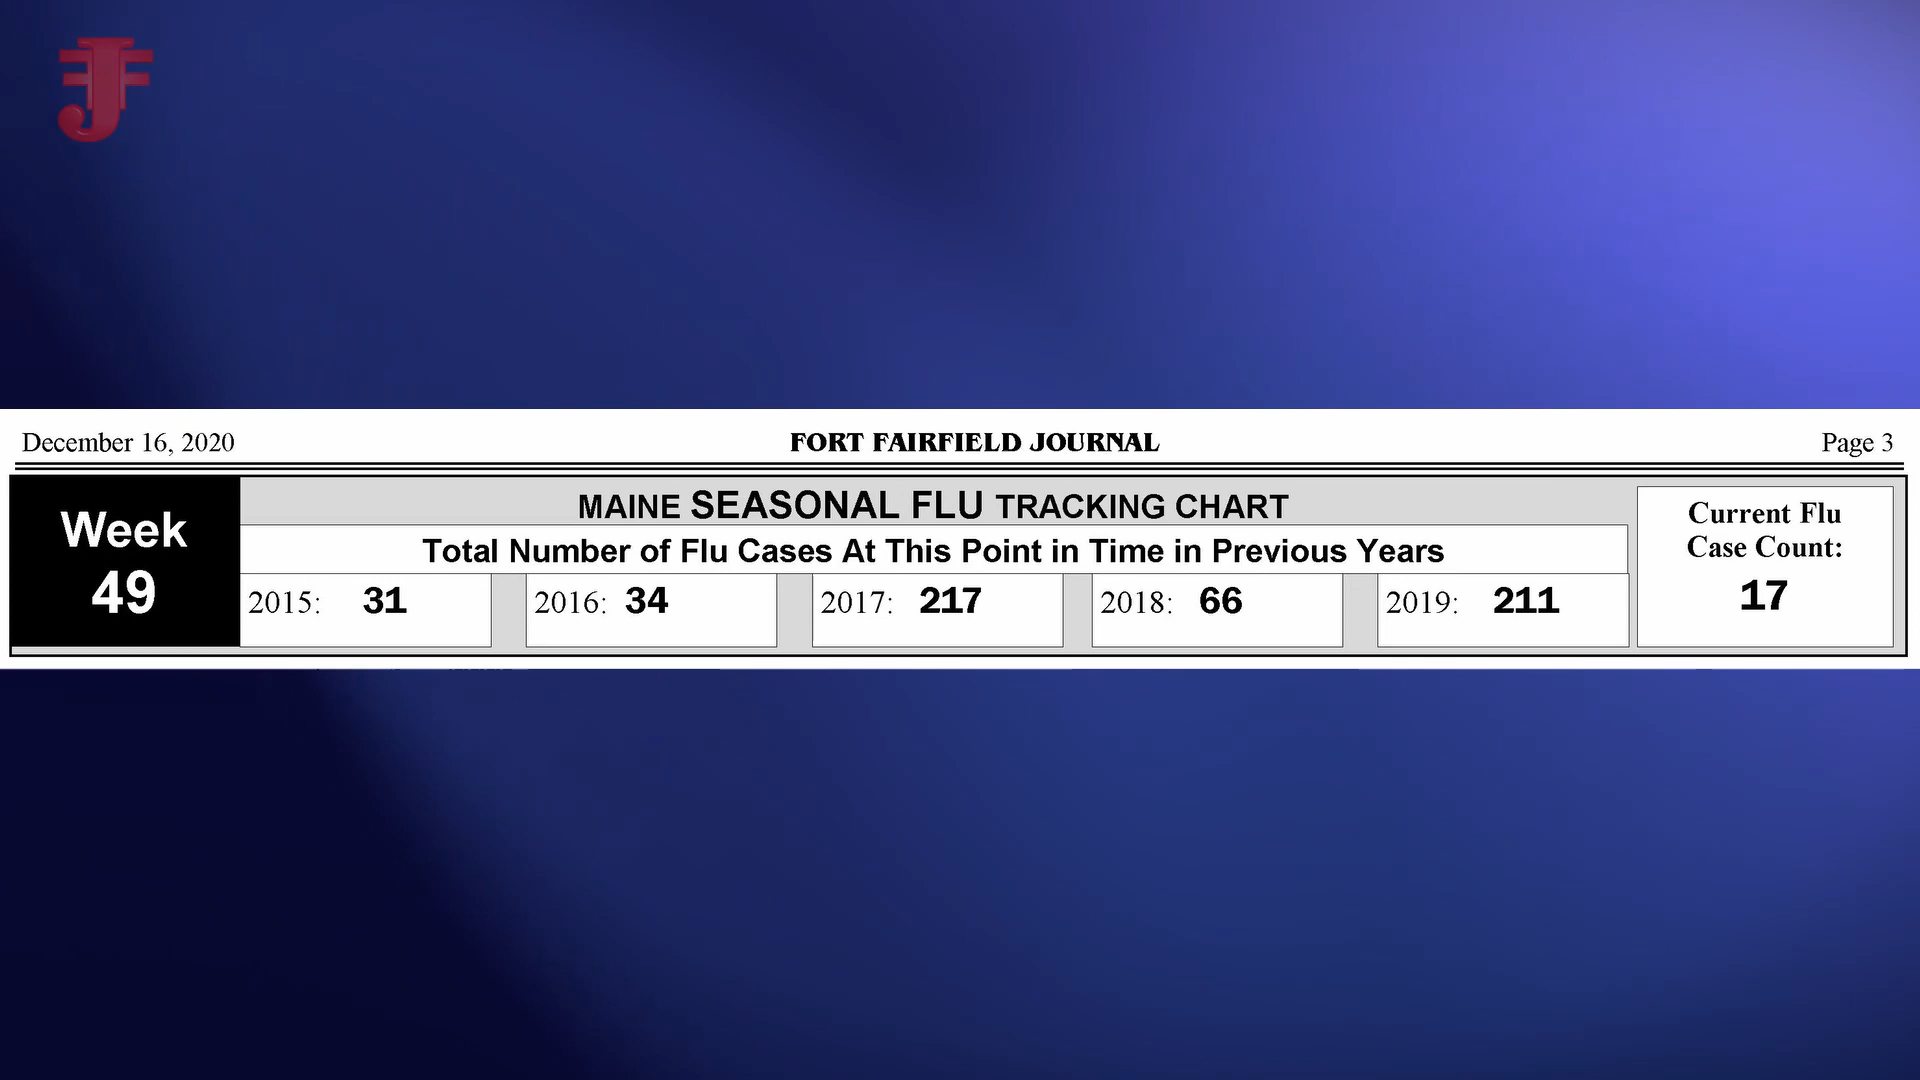 December 16, 2020 FORT FAIRFIELD JOURNAL Page 3
Week 49
MAINE SEASONAL FLU TRACKING CHART
Total Number of Flu Cases At This Point in Time in Previous Years
2015: 31 2016: 34 2017: 217 2018: 66 2019: 211
Current Flu
Case Count:
17